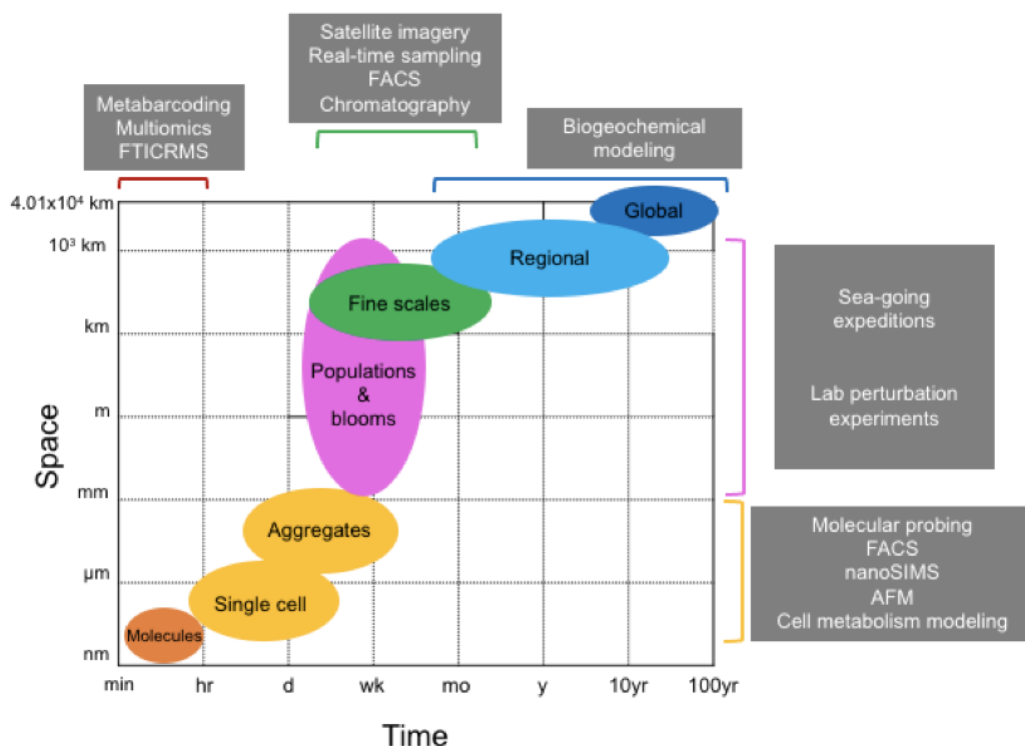 Satellite imagery
Real-time sampling
FACS
Chromatography
Metabarcoding
Multiomics
FTICRMS
Biogeochemical
modeling
4.01x10⁴ km
10³ km
km
m
mm
µm
nm
Space
Global
Regional
Fine scales
Populations
&
blooms
Aggregates
Single cell
Molecules
Sea-going
expeditions
Lab perturbation
experiments
Molecular probing
FACS
nanoSIMS
AFM
Cell metabolism modeling
min hr d wk mo y 10yr 100yr
Time